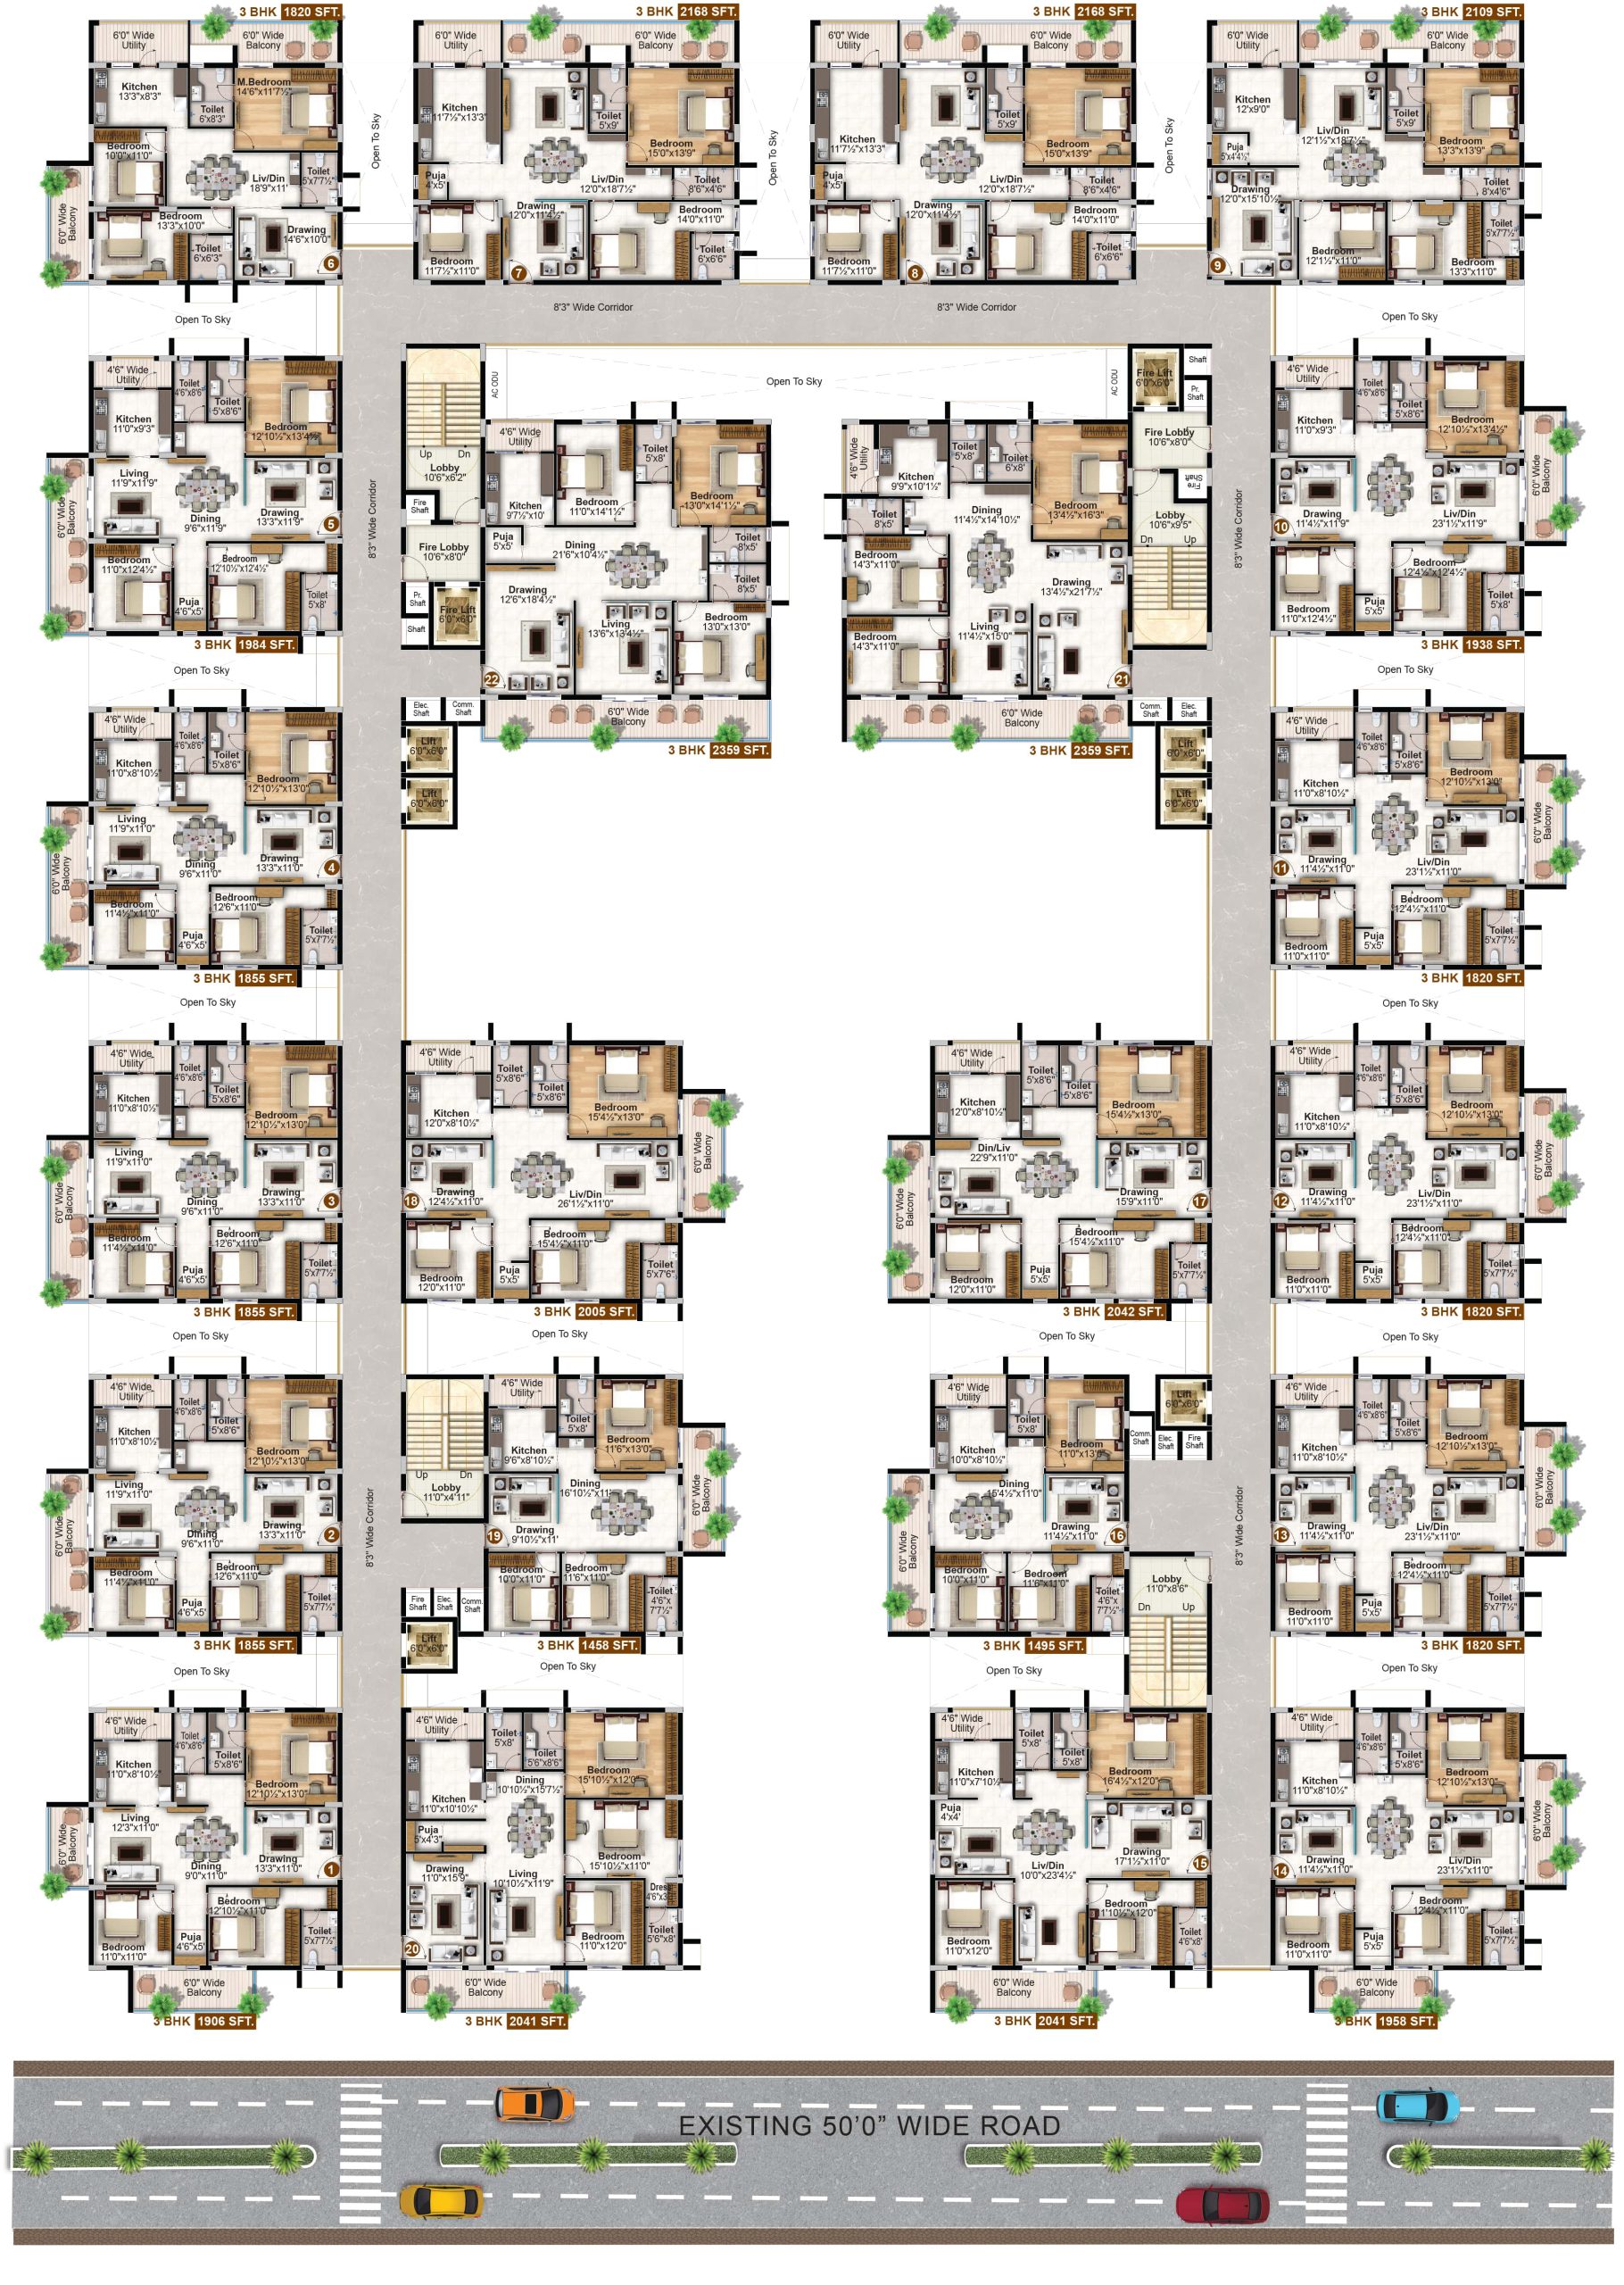 3 BHK 1820 SFT.
6'0" Wide
Utility
6'0" Wide
Balcony
Kitchen
13'3"x8'3"
Toilet
6'x8'3"
M.Bedroom
14'6"x11'7½"
Bedroom
10'0"x11'0"
Liv/Din
18'9"x11'
Toilet
5'x7'7½"
6'0" Wide
Balcony
Bedroom
13'3"x10'0"
Toilet
6'x6'3"
Drawing
14'6"x10'0"
6
Open To Sky
3 BHK 2168 SFT.
6'0" Wide
Utility
6'0" Wide
Balcony
Kitchen
11'7½"x13'3"
Toilet
5'x9'
Bedroom
15'0"x13'9"
Puja
4'x5'
Liv/Din
12'0"x18'7½"
Toilet
8'6"x4'6"
Drawing
12'0"x11'4½"
Bedroom
14'0"x11'0"
Bedroom
11'7½"x11'0"
Toilet
6'x6'6"
7
Open To Sky
3 BHK 2168 SFT.
6'0" Wide
Utility
6'0" Wide
Balcony
Kitchen
11'7½"x13'3"
Toilet
5'x9'
Bedroom
15'0"x13'9"
Puja
4'x5'
Liv/Din
12'0"x18'7½"
Toilet
8'6"x4'6"
Drawing
12'0"x11'4½"
Bedroom
14'0"x11'0"
Bedroom
11'7½"x11'0"
Toilet
6'x6'6"
8
Open To Sky
3 BHK 2109 SFT.
6'0" Wide
Utility
6'0" Wide
Balcony
Kitchen
12'x9'0"
Toilet
5'x9'
Liv/Din
12'1½"x18'7½"
Bedroom
13'3"x13'9"
Puja
5'x4'4½"
Drawing
12'0"x15'10½"
Toilet
8'x4'6"
Toilet
5'x7'7½"
Bedroom
12'1½"x11'0"
Bedroom
13'3"x11'0"
9
8'3" Wide Corridor
8'3" Wide Corridor
Open To Sky
Open To Sky
Open To Sky
4'6" Wide
Utility
Toilet
4'6"x8'6"
Toilet
5'x8'6"
Kitchen
11'0"x9'3"
Bedroom
12'10½"x13'4½"
Living
11'9"x11'9"
Dining
9'6"x11'9"
Drawing
13'3"x11'9"
5
6'0" Wide
Balcony
Bedroom
11'0"x12'4½"
Puja
4'6"x5'
Bedroom
12'10½"x12'4½"
Toilet
5'x8'
3 BHK 1984 SFT.
8'3" Wide Corridor
Up Dn
Lobby
10'6"x6'2"
Fire
Shaft
Fire Lobby
10'6"x8'0"
Pr.
Shaft
Shaft
Fire Lift
6'0"x6'0"
Elec.
Shaft
Comm.
Shaft
Lift
6'0"x6'0"
Lift
6'0"x6'0"
AC ODU
4'6" Wide
Utility
Kitchen
9'7½"x10'
Bedroom
11'0"x14'1½"
Toilet
5'x8'
Bedroom
13'0"x14'1½"
Puja
5'x5'
Dining
21'6"x10'4½"
Toilet
8'x5'
Toilet
8'x5'
Drawing
12'6"x18'4½"
Living
13'6"x13'4½"
Bedroom
13'0"x13'0"
22
6'0" Wide
Balcony
3 BHK 2359 SFT.
AC ODU
4'6" Wide
Utility
Kitchen
9'9"x10'1½"
Toilet
5'x8'
Toilet
6'x8'
Toilet
8'x5'
Dining
11'4½"x14'10½"
Bedroom
13'4½"x16'3"
Bedroom
14'3"x11'0"
Drawing
13'4½"x21'7½"
Living
11'4½"x15'0"
Bedroom
14'3"x11'0"
21
6'0" Wide
Balcony
3 BHK 2359 SFT.
Fire Lift
6'0"x6'0"
Shaft
Pr.
Shaft
Fire Lobby
10'6"x8'0"
Fire
Shaft
Lobby
10'6"x9'5"
Dn Up
Comm.
Shaft
Elec.
Shaft
Lift
6'0"x6'0"
Lift
6'0"x6'0"
8'3" Wide Corridor
4'6" Wide
Utility
Toilet
4'6"x8'6"
Toilet
5'x8'6"
Kitchen
11'0"x9'3"
Bedroom
12'10½"x13'4½"
10
Drawing
11'4½"x11'9"
Liv/Din
23'1½"x11'9"
6'0" Wide
Balcony
Bedroom
11'0"x12'4½"
Puja
5'x5'
Bedroom
12'4½"x12'4½"
Toilet
5'x8'
3 BHK 1938 SFT.
Open To Sky
Open To Sky
4'6" Wide
Utility
Toilet
4'6"x8'6"
Toilet
5'x8'6"
Kitchen
11'0"x8'10½"
Bedroom
12'10½"x13'0"
Living
11'9"x11'0"
Dining
9'6"x11'0"
Drawing
13'3"x11'0"
4
6'0" Wide
Balcony
Bedroom
11'4½"x11'0"
Puja
4'6"x5'
Bedroom
12'6"x11'0"
Toilet
5'x7'7½"
3 BHK 1855 SFT.
4'6" Wide
Utility
Toilet
4'6"x8'6"
Toilet
5'x8'6"
Kitchen
11'0"x8'10½"
Bedroom
12'10½"x13'0"
11
Drawing
11'4½"x11'0"
Liv/Din
23'1½"x11'0"
6'0" Wide
Balcony
Bedroom
11'0"x11'0"
Puja
5'x5'
Bedroom
12'4½"x11'0"
Toilet
5'x7'7½"
3 BHK 1820 SFT.
Open To Sky
Open To Sky
4'6" Wide
Utility
Toilet
4'6"x8'6"
Toilet
5'x8'6"
Kitchen
11'0"x8'10½"
Bedroom
12'10½"x13'0"
Living
11'9"x11'0"
Dining
9'6"x11'0"
Drawing
13'3"x11'0"
3
6'0" Wide
Balcony
Bedroom
11'4½"x11'0"
Puja
4'6"x5'
Bedroom
12'6"x11'0"
Toilet
5'x7'7½"
3 BHK 1855 SFT.
4'6" Wide
Utility
Toilet
5'x8'6"
Toilet
5'x8'6"
Kitchen
12'0"x8'10½"
Bedroom
15'4½"x13'0"
18
Drawing
12'4½"x11'0"
Liv/Din
26'1½"x11'0"
6'0" Wide
Balcony
Bedroom
12'0"x11'0"
Puja
5'x5'
Bedroom
15'4½"x11'0"
Toilet
5'x7'6"
3 BHK 2005 SFT.
4'6" Wide
Utility
Toilet
5'x8'6"
Toilet
5'x8'6"
Kitchen
12'0"x8'10½"
Bedroom
15'4½"x13'0"
Din/Liv
22'9"x11'0"
Drawing
15'9"x11'0"
17
6'0" Wide
Balcony
Bedroom
12'0"x11'0"
Puja
5'x5'
Bedroom
15'4½"x11'0"
Toilet
5'x7'7½"
3 BHK 2042 SFT.
4'6" Wide
Utility
Toilet
4'6"x8'6"
Toilet
5'x8'6"
Kitchen
11'0"x8'10½"
Bedroom
12'10½"x13'0"
12
Drawing
11'4½"x11'0"
Liv/Din
23'1½"x11'0"
6'0" Wide
Balcony
Bedroom
11'0"x11'0"
Puja
5'x5'
Bedroom
12'4½"x11'0"
Toilet
5'x7'7½"
3 BHK 1820 SFT.
Open To Sky
Open To Sky
Open To Sky
Open To Sky
4'6" Wide
Utility
Toilet
4'6"x8'6"
Toilet
5'x8'6"
Kitchen
11'0"x8'10½"
Bedroom
12'10½"x13'0"
Living
11'9"x11'0"
Dining
9'6"x11'0"
Drawing
13'3"x11'0"
2
6'0" Wide
Balcony
Bedroom
11'4½"x11'0"
Puja
4'6"x5'
Bedroom
12'6"x11'0"
Toilet
5'x7'7½"
3 BHK 1855 SFT.
8'3" Wide Corridor
Up Dn
Lobby
11'0"x4'11"
Fire
Shaft
Elec.
Shaft
Comm.
Shaft
Lift
6'0"x6'0"
4'6" Wide
Utility
Toilet
5'x8'
Kitchen
9'6"x8'10½"
Bedroom
11'6"x13'0"
Dining
16'10½"x11'
19
Drawing
9'10½"x11'
6'0" Wide
Balcony
Bedroom
10'0"x11'0"
Bedroom
11'6"x11'0"
Toilet
4'6"x
7'7½"
3 BHK 1458 SFT.
4'6" Wide
Utility
Toilet
5'x8'
Kitchen
10'0"x8'10½"
Bedroom
11'0"x13'0"
Dining
15'4½"x11'0"
Drawing
11'4½"x11'0"
16
6'0" Wide
Balcony
Bedroom
10'0"x11'0"
Bedroom
11'6"x11'0"
Toilet
4'6"x
7'7½"
3 BHK 1495 SFT.
Lift
6'0"x6'0"
Comm.
Shaft
Elec.
Shaft
Fire
Shaft
Lobby
11'0"x8'6"
Dn Up
8'3" Wide Corridor
4'6" Wide
Utility
Toilet
4'6"x8'6"
Toilet
5'x8'6"
Kitchen
11'0"x8'10½"
Bedroom
12'10½"x13'0"
13
Drawing
11'4½"x11'0"
Liv/Din
23'1½"x11'0"
6'0" Wide
Balcony
Bedroom
11'0"x11'0"
Puja
5'x5'
Bedroom
12'4½"x11'0"
Toilet
5'x7'7½"
3 BHK 1820 SFT.
Open To Sky
Open To Sky
Open To Sky
Open To Sky
4'6" Wide
Utility
Toilet
4'6"x8'6"
Toilet
5'x8'6"
Kitchen
11'0"x8'10½"
Bedroom
12'10½"x13'0"
Living
12'3"x11'0"
Dining
9'0"x11'0"
Drawing
13'3"x11'0"
1
6'0" Wide
Balcony
Bedroom
11'0"x11'0"
Puja
4'6"x5'
Bedroom
12'10½"x11'0"
Toilet
5'x7'7½"
6'0" Wide
Balcony
3 BHK 1906 SFT.
4'6" Wide
Utility
Toilet
5'x8'
Toilet
5'6"x8'6"
Bedroom
15'10½"x12'0"
Kitchen
11'0"x10'10½"
Dining
10'10½"x15'7½"
Puja
5'x4'3"
Bedroom
15'10½"x11'0"
Drawing
11'0"x15'9"
Living
10'10½"x11'9"
Bedroom
11'0"x12'0"
Toilet
5'6"x8'
20
6'0" Wide
Balcony
3 BHK 2041 SFT.
4'6" Wide
Utility
Toilet
5'x8'
Toilet
5'x8'
Kitchen
11'0"x7'10½"
Bedroom
16'4½"x12'0"
Puja
4'x4'
Liv/Din
10'0"x23'4½"
Drawing
17'1½"x11'0"
15
Bedroom
11'0"x12'0"
Bedroom
11'10½"x12'0"
Toilet
4'6"x8'
6'0" Wide
Balcony
3 BHK 2041 SFT.
4'6" Wide
Utility
Toilet
4'6"x8'6"
Toilet
5'x8'6"
Kitchen
11'0"x8'10½"
Bedroom
12'10½"x13'0"
14
Drawing
11'4½"x11'0"
Liv/Din
23'1½"x11'0"
6'0" Wide
Balcony
Bedroom
11'0"x11'0"
Puja
5'x5'
Bedroom
12'4½"x11'0"
Toilet
5'x7'7½"
6'0" Wide
Balcony
3 BHK 1958 SFT.
EXISTING 50'0" WIDE ROAD